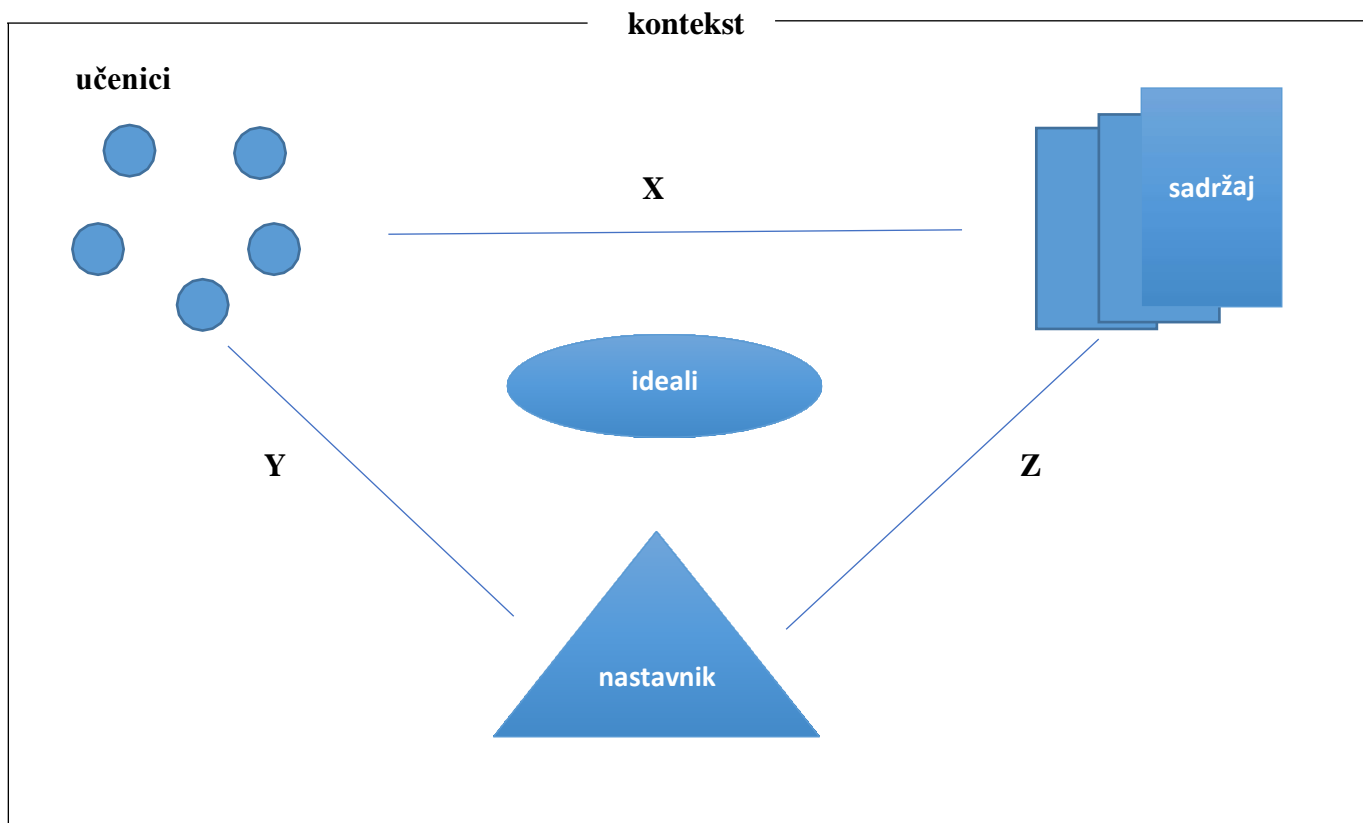 kontekst
učenici
X
sadržaj
ideali
Y
Z
nastavnik